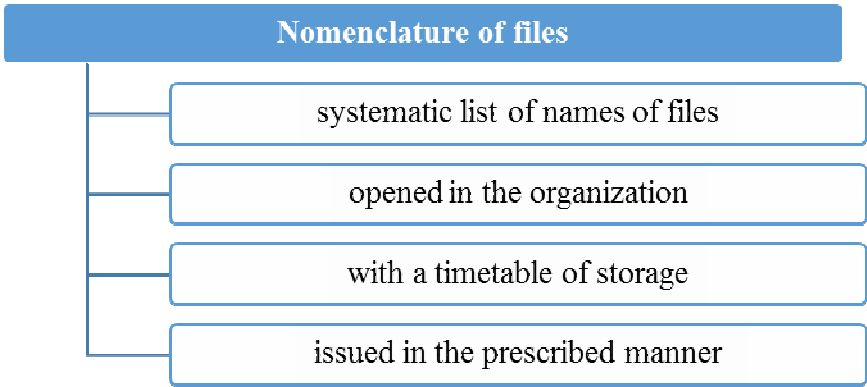 Nomenclature of files
systematic list of names of files
opened in the organization
with a timetable of storage
issued in the prescribed manner